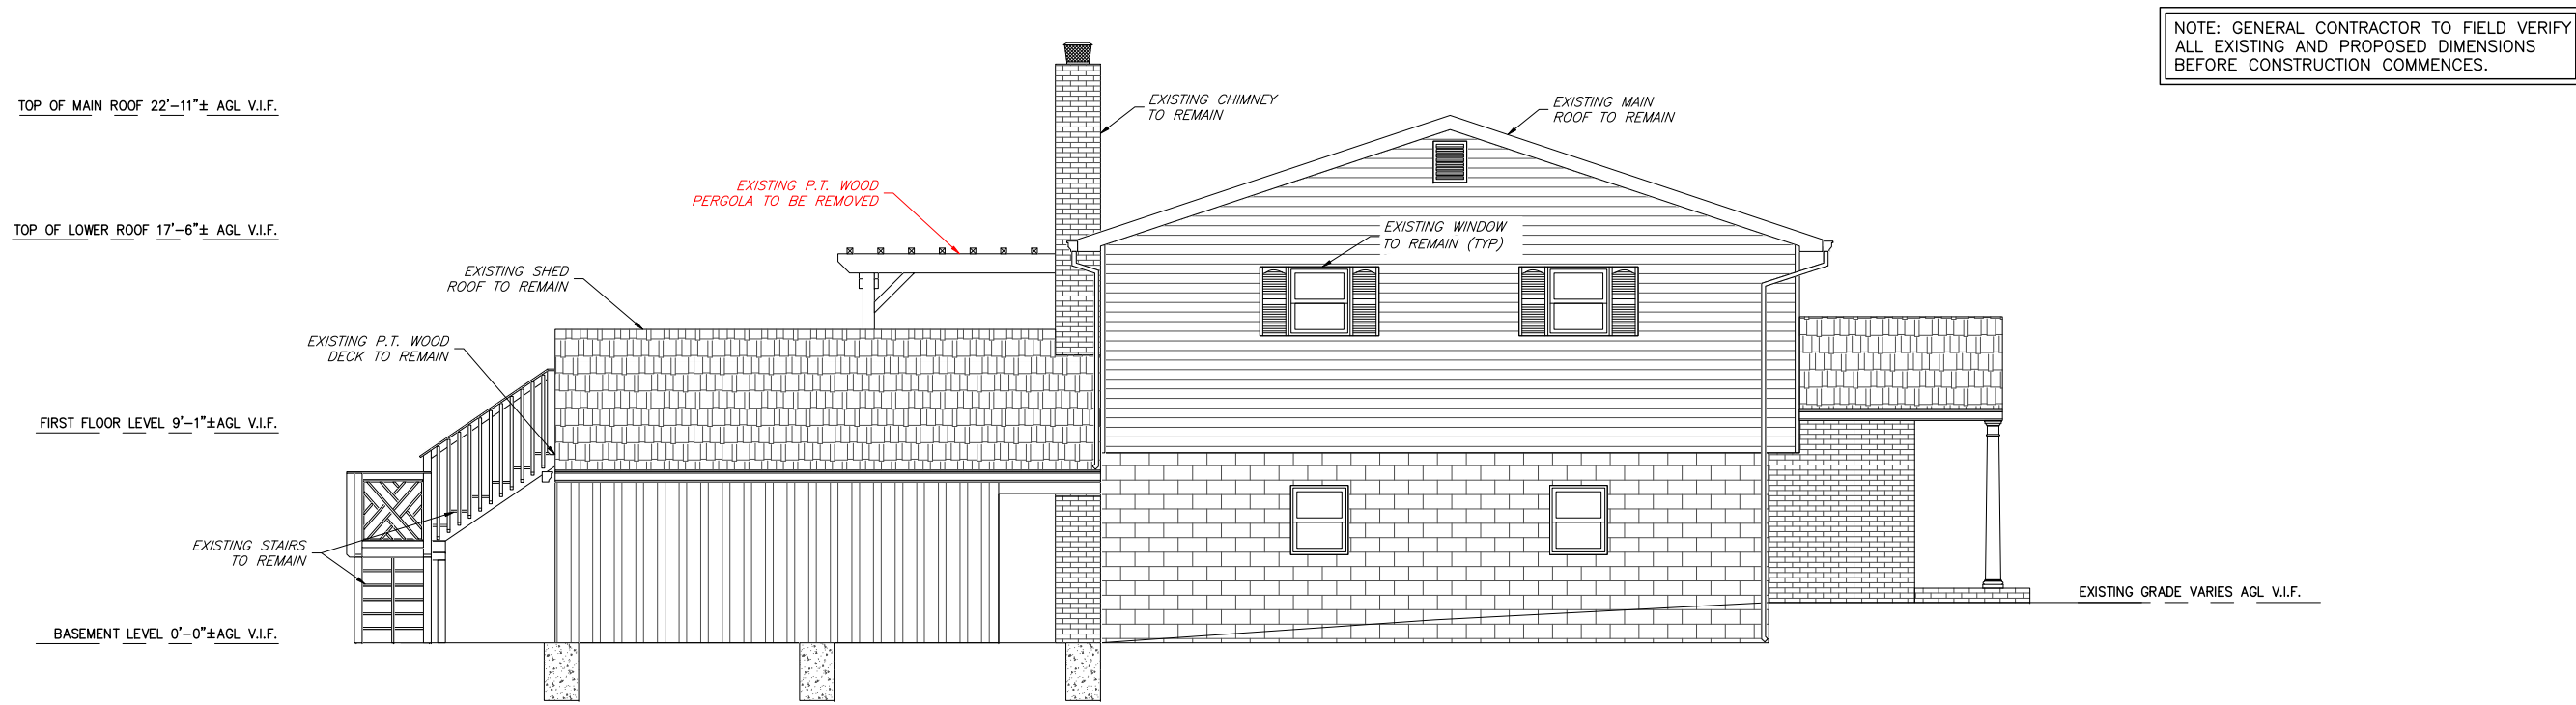 NOTE: GENERAL CONTRACTOR TO FIELD VERIFY
ALL EXISTING AND PROPOSED DIMENSIONS
BEFORE CONSTRUCTION COMMENCES.
TOP OF MAIN ROOF 22'-11"± AGL V.I.F.
EXISTING CHIMNEY
TO REMAIN
EXISTING MAIN
ROOF TO REMAIN
EXISTING P.T. WOOD
PERGOLA TO BE REMOVED
TOP OF LOWER ROOF 17'-6"± AGL V.I.F.
EXISTING WINDOW
TO REMAIN (TYP)
EXISTING SHED
ROOF TO REMAIN
EXISTING P.T. WOOD
DECK TO REMAIN
FIRST FLOOR LEVEL 9'-1"±AGL V.I.F.
EXISTING STAIRS
TO REMAIN
EXISTING GRADE VARIES AGL V.I.F.
BASEMENT LEVEL 0'-0"±AGL V.I.F.